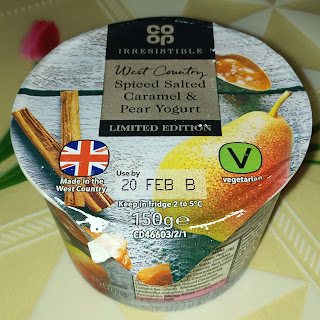 CO
OP
IRRESISTIBLE
West Country
Spiced Salted
Caramel &
Pear Yogurt
LIMITED EDITION
Made in the
West Country
Use by
20 FEB B
V
vegetarian
Keep in fridge 2 to 5°C
150g e
CD46603/2/1